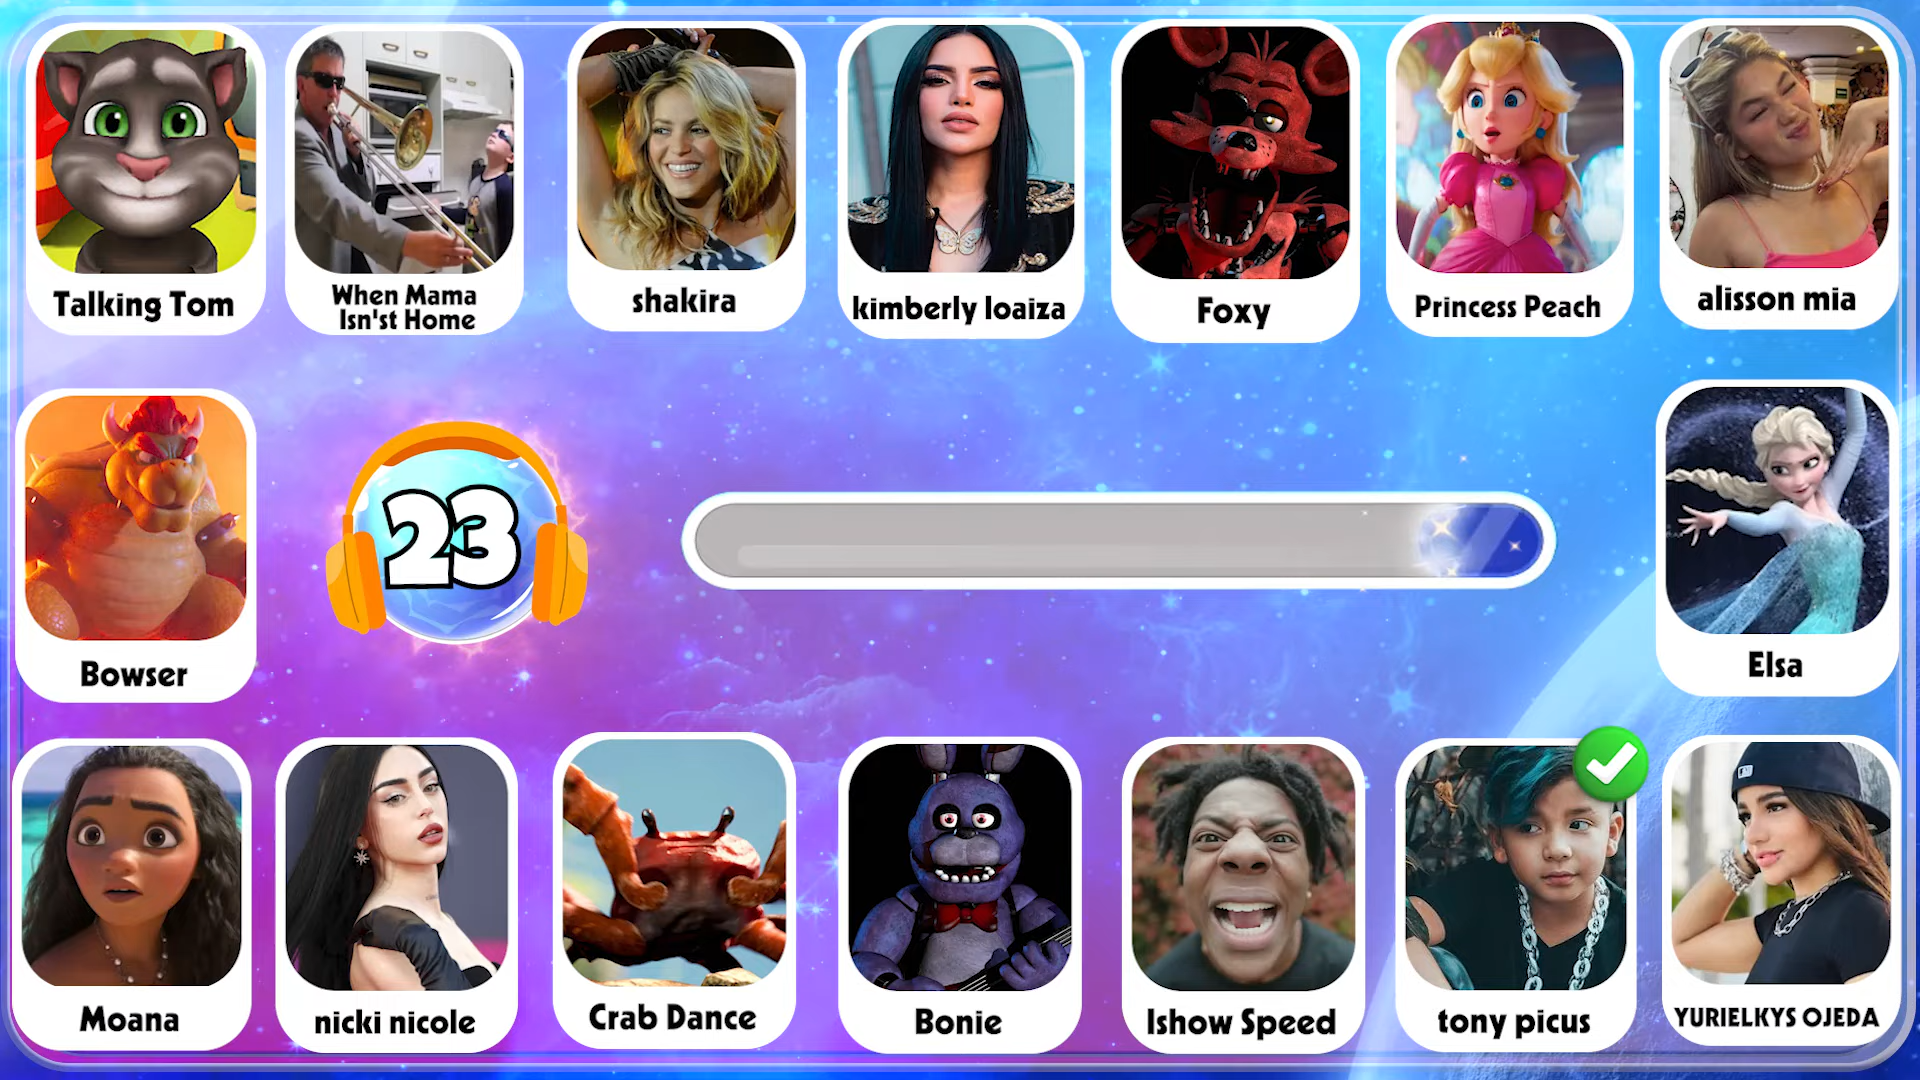 Talking Tom
When Mama
Isn'st Home
shakira
kimberly loaiza
Foxy
Princess Peach
alisson mia
Bowser
23
Elsa
Moana
nicki nicole
Crab Dance
Bonie
Ishow Speed
tony picus
YURIELKYS OJEDA